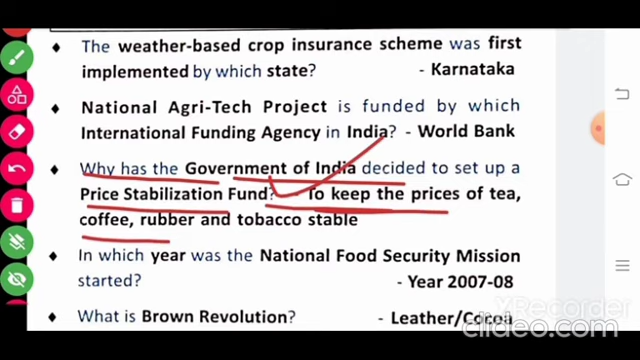 ♦ The weather-based crop insurance scheme was first
implemented by which state? - Karnataka
♦ National Agri-Tech Project is funded by which
International Funding Agency in India? - World Bank
♦ Why has the Government of India decided to set up a
Price Stabilization Fund? - To keep the prices of tea,
coffee, rubber and tobacco stable
♦ In which year was the National Food Security Mission
started? - Year 2007-08
♦ What is Brown Revolution? - Leather/Cocoa
XRecorder
clideo.com